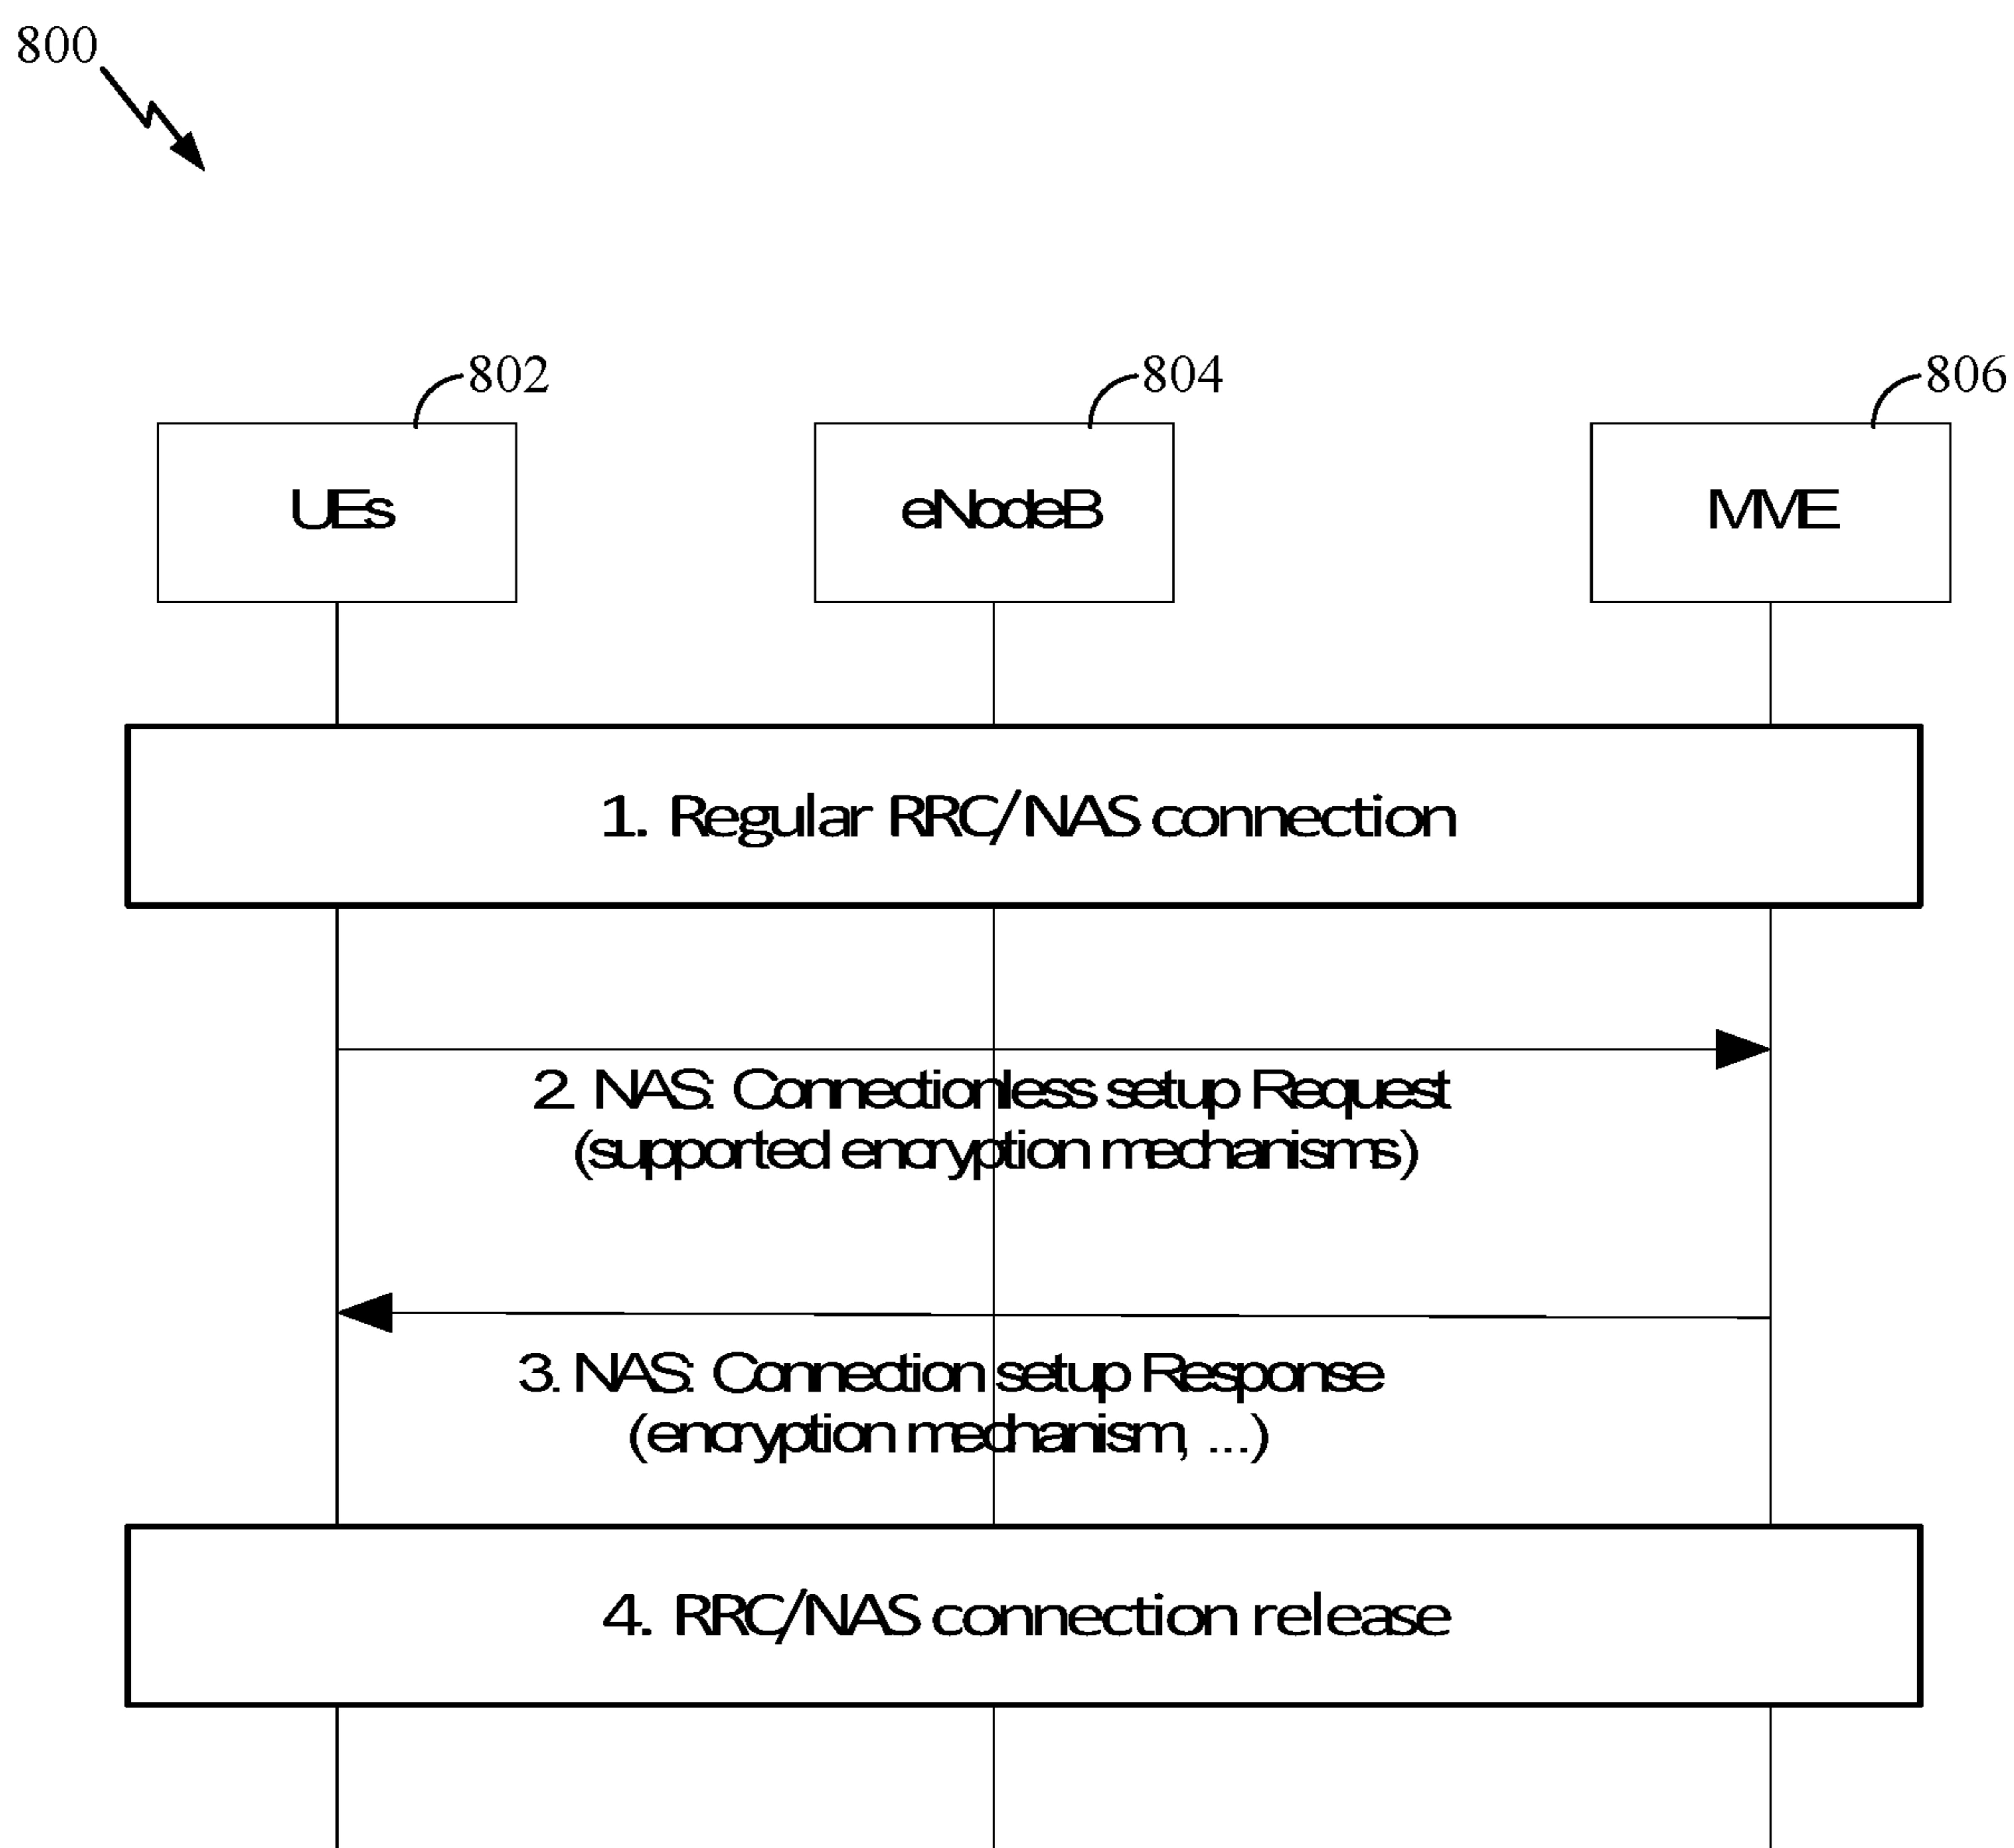 800
802
804
806
UEs
eNodeB
MME
1. Regular RRC/NAS connection
2. NAS: Connectionless setup Request
(supported encryption mechanisms)
3. NAS: Connection setup Response
(encryption mechanism, ...)
4. RRC/NAS connection release